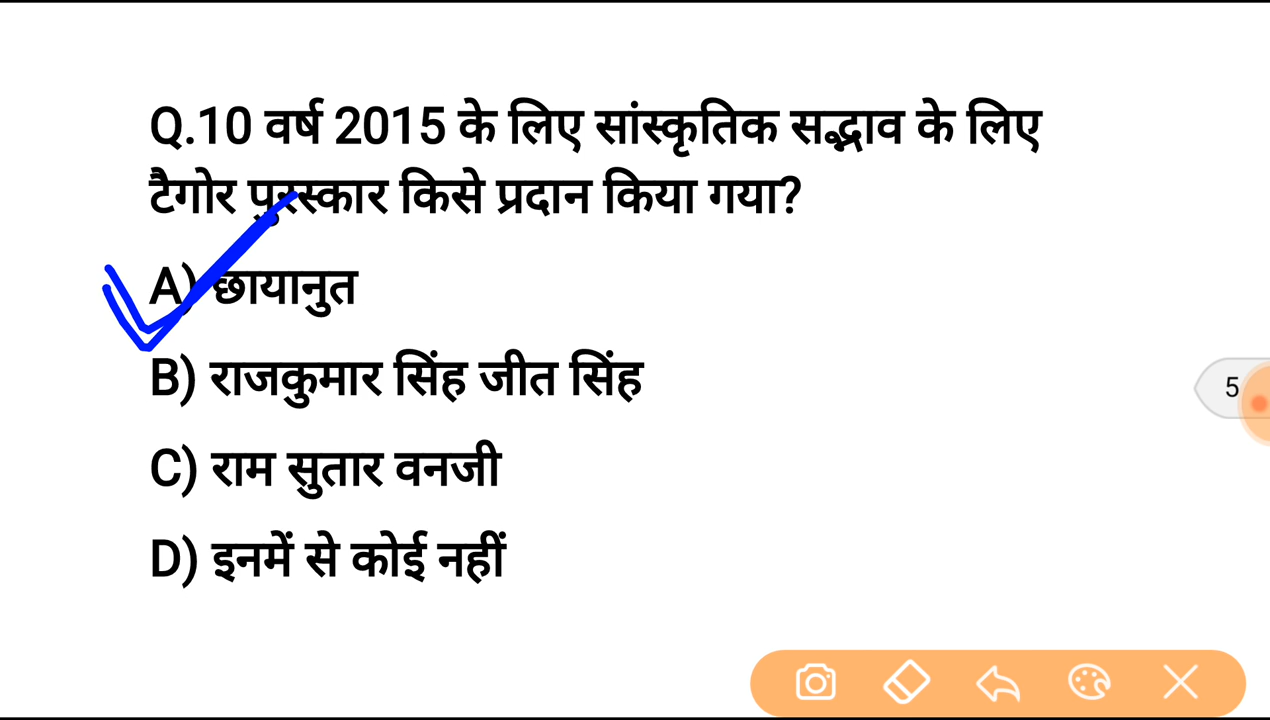 Q.10 वर्ष 2015 के लिए सांस्कृतिक सद्भाव के लिए
टैगोर पुरस्कार किसे प्रदान किया गया?
A) छायानुत
B) राजकुमार सिंह जीत सिंह
C) राम सुतार वनजी
D) इनमें से कोई नहीं
5